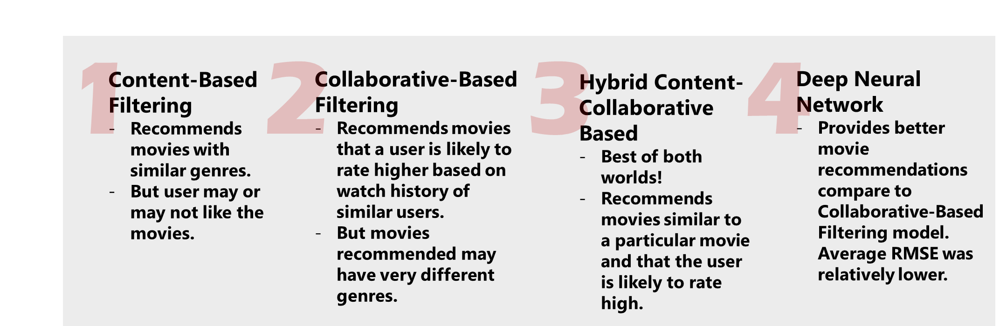 1
Content-Based
Filtering
- Recommends
movies with
similar genres.
- But user may or
may not like the
movies.
2
Collaborative-Based
Filtering
- Recommends movies
that a user is likely to
rate higher based on
watch history of
similar users.
- But movies
recommended may
have very different
genres.
3
Hybrid Content-
Collaborative
Based
- Best of both
worlds!
- Recommends
movies similar to
a particular movie
and that the user
is likely to rate
high.
4
Deep Neural
Network
- Provides better
movie
recommendations
compare to
Collaborative-Based
Filtering model.
Average RMSE was
relatively lower.